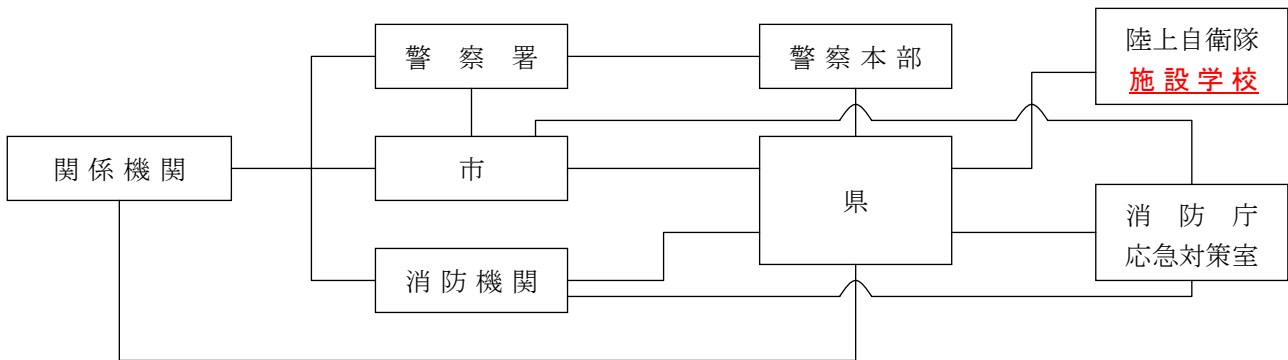 陸上自衛隊
施設学校
警察署
警察本部
関係機関
市
県
消防庁
応急対策室
消防機関